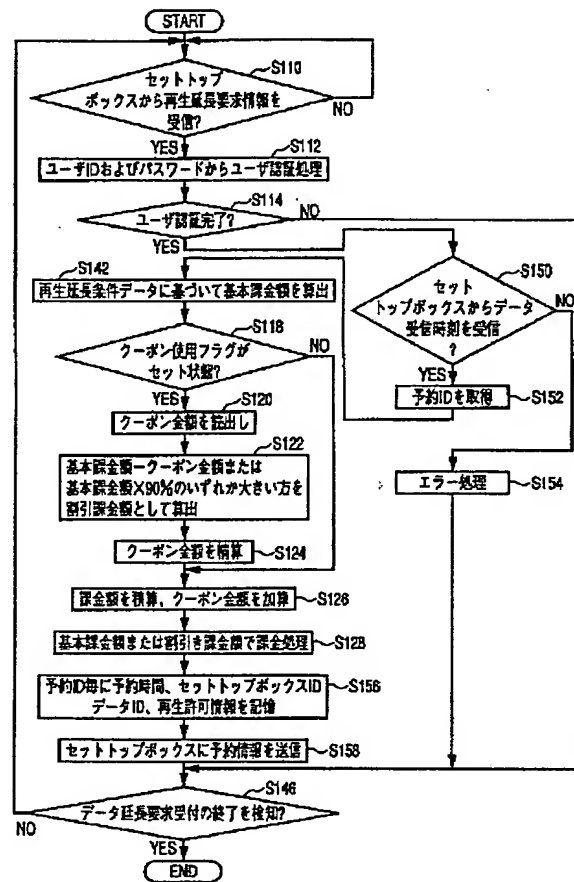 START
S110
セットトップ
ボックスから再生延長要求情報を
受信?
NO
YES
S112
ユーザIDおよびパスワードからユーザ認証処理
S114
ユーザ認証完了?
NO
YES
S142
再生延長条件データに基づいて基本課金額を算出
S150
セット
トップボックスからデータ
受信時刻を受信
?
NO
YES
予約IDを取得
S152
S118
クーポン使用フラグが
セット状態?
NO
YES
S120
クーポン金額を読出し
S122
基本課金額ークーポン金額または
基本課金額X90%のいずれか大きい方を
割引課金額として算出
エラー処理
S154
クーポン金額を精算
S124
課金額を積算、クーポン金額を加算
S126
基本課金額または割引き課金額で課金処理
S128
予約ID毎に予約時間、セットトップボックスID
データID、再生許可情報を記憶
S156
セットトップボックスに予約情報を送信
S158
S146
データ延長要求受付の終了を検知?
NO
YES
END